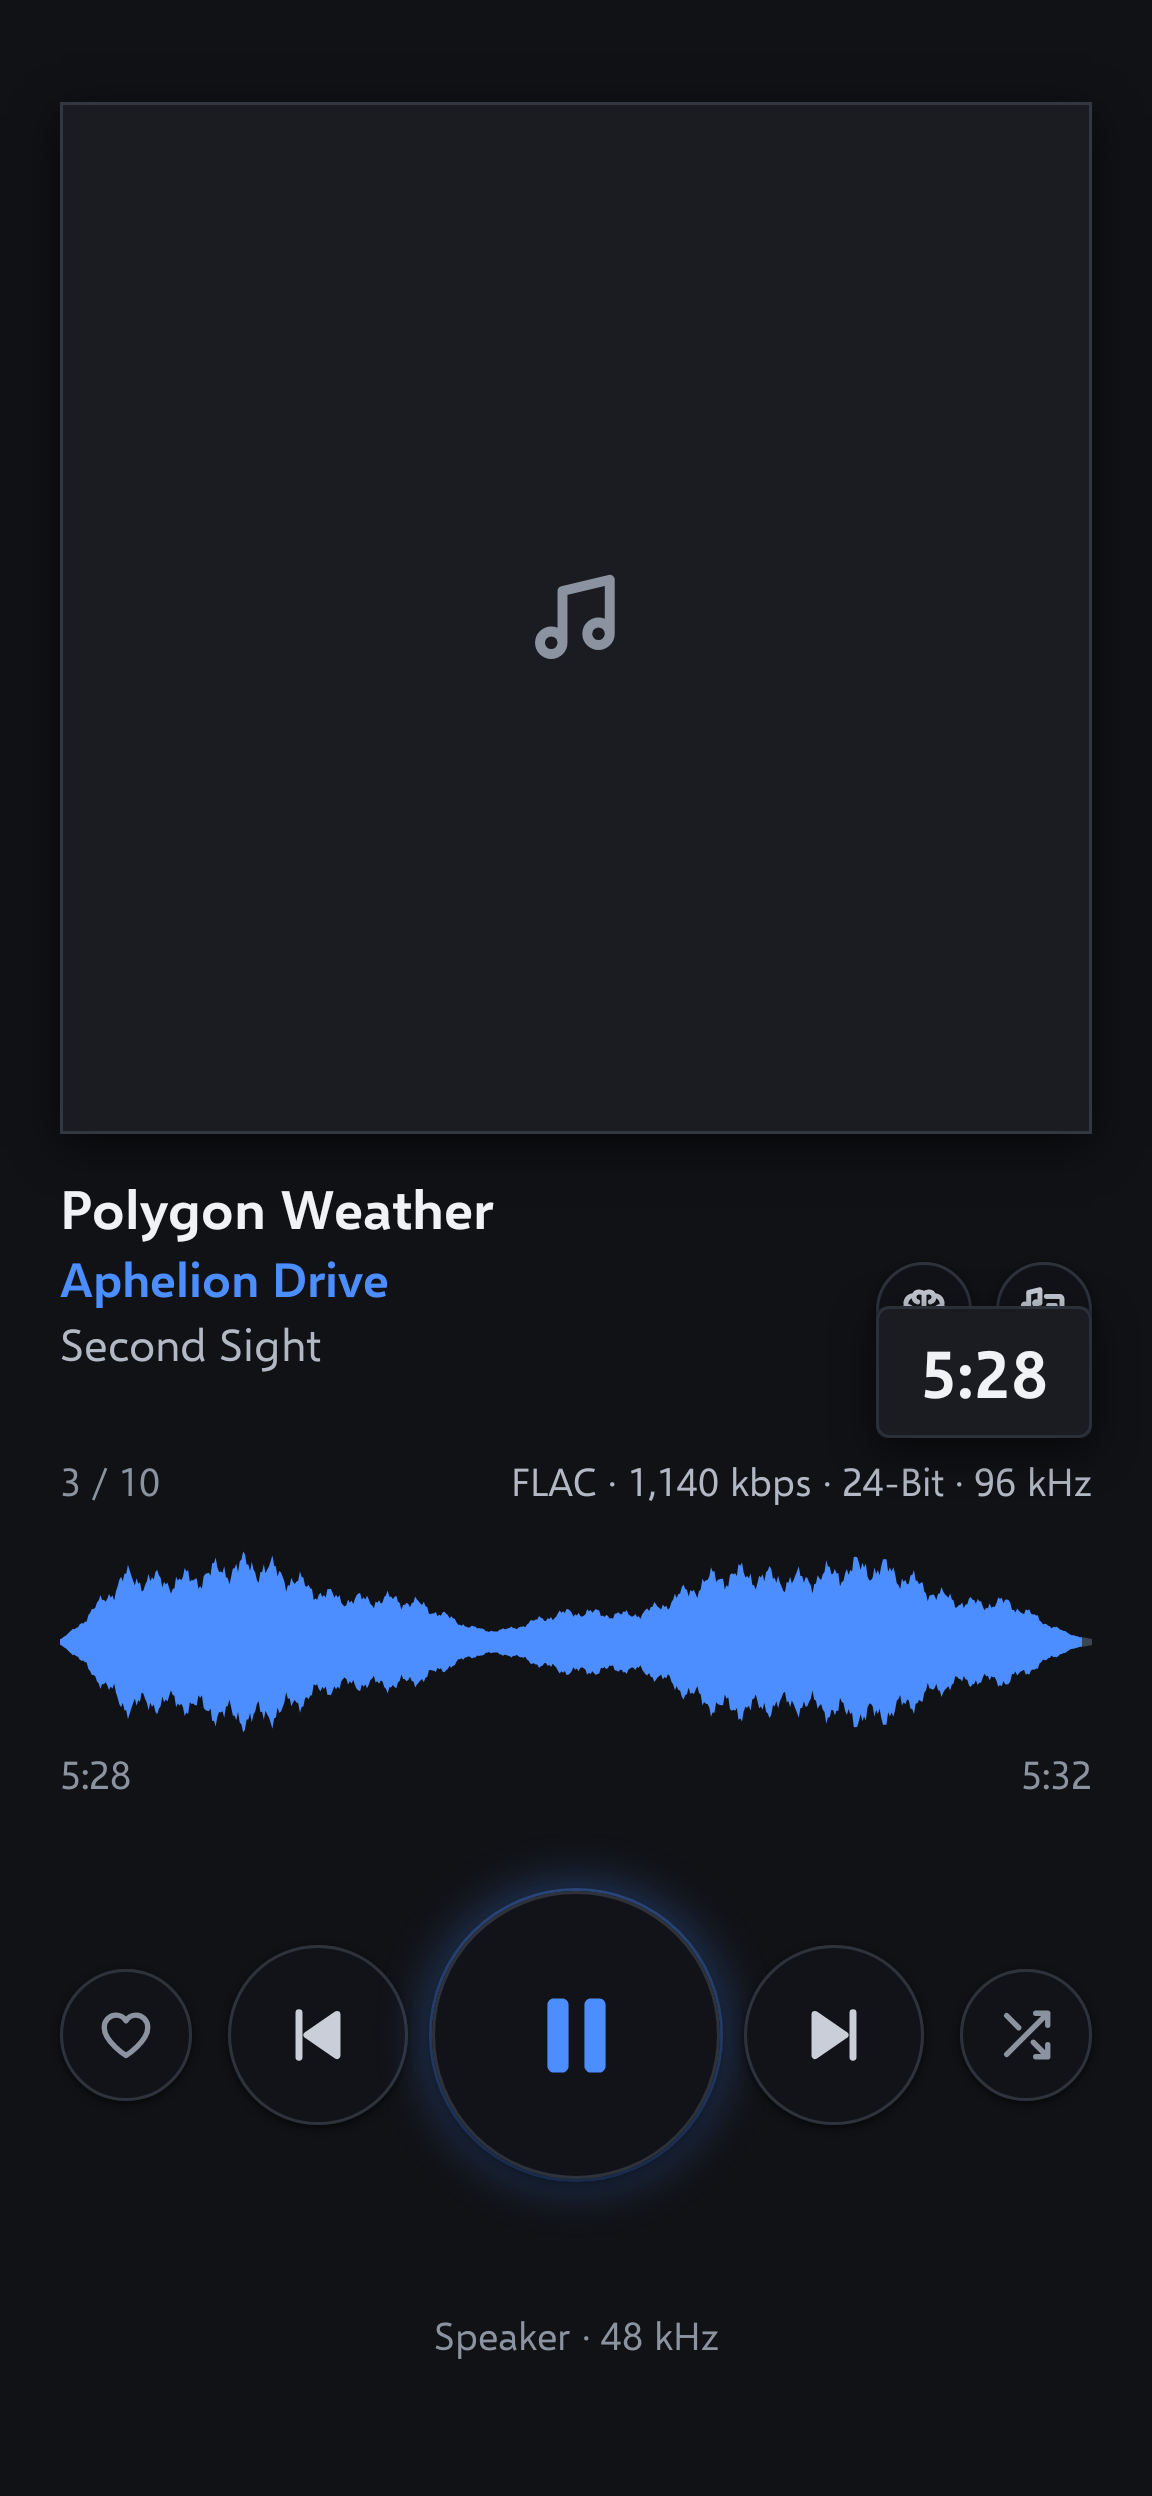 Polygon Weather
Aphelion Drive
Second Sight
5:28
3 / 10
FLAC · 1,140 kbps · 24-Bit · 96 kHz
5:28
5:32
Speaker · 48 kHz